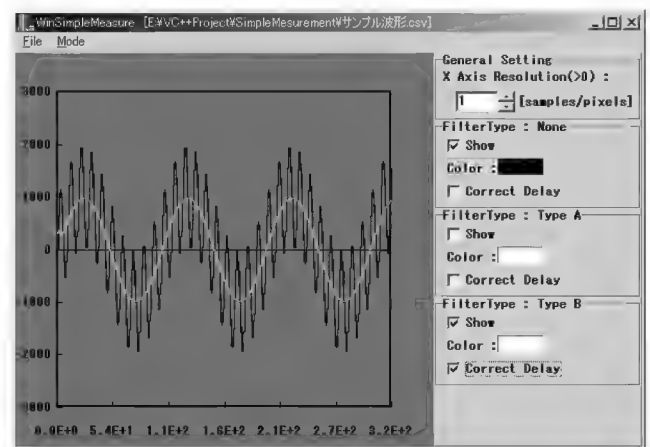 WinSimpleMeasure [E:¥VC++Project¥SimpleMesurement¥サンプル波形.csv]
File Mode
General Setting
X Axis Resolution(>0) :
1 [samples/pixels]
FilterType : None
Show
Color :
Correct Delay
FilterType : Type A
Show
Color :
Correct Delay
FilterType : Type B
Show
Color :
Correct Delay
3000
2000
1000
0
-1000
-2000
-3000
0.0E+0 5.4E+1 1.1E+2 1.6E+2 2.1E+2 2.7E+2 3.2E+2